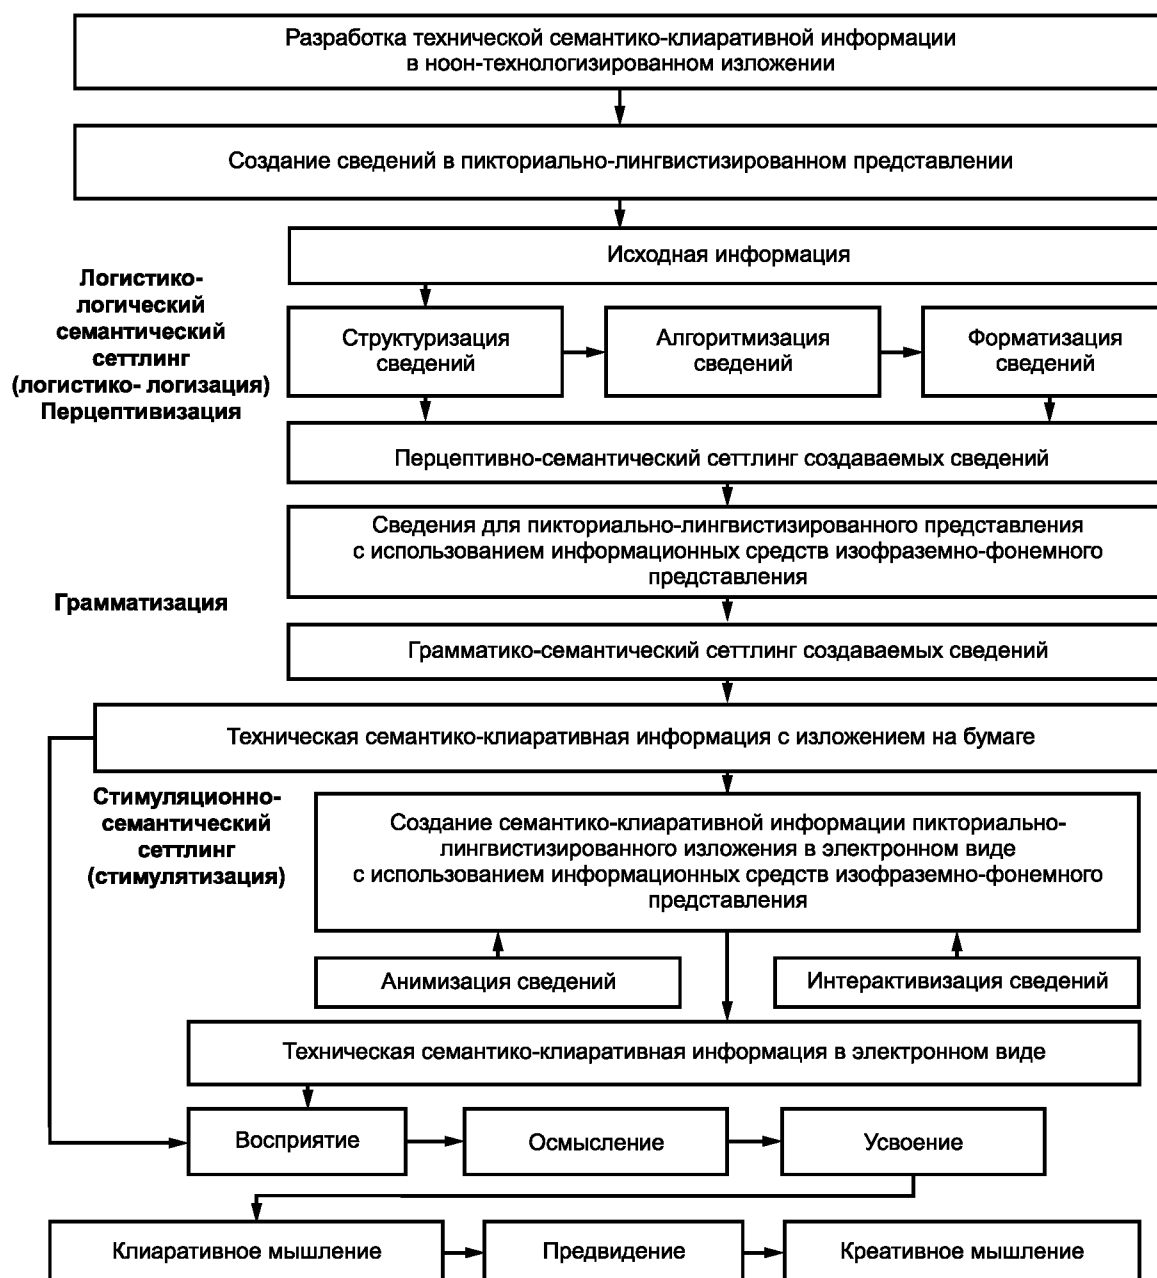 Разработка технической семантико-клиаративной информации
в ноон-технологизированном изложении
Создание сведений в пикториально-лингвистизированном представлении
Исходная информация
Логистико-
логический
семантический
сеттлинг
(логистико- логизация)
Перцептивизация
Структуризация
сведений
Алгоритмизация
сведений
Форматизация
сведений
Перцептивно-семантический сеттлинг создаваемых сведений
Сведения для пикториально-лингвистизированного представления
с использованием информационных средств изофраземно-фонемного
представления
Грамматизация
Грамматико-семантический сеттлинг создаваемых сведений
Техническая семантико-клиаративная информация с изложением на бумаге
Стимуляционно-
семантический
сеттлинг
(стимулятизация)
Создание семантико-клиаративной информации пикториально-
лингвистизированного изложения в электронном виде
с использованием информационных средств изофраземно-фонемного
представления
Анимизация сведений
Интерактивизация сведений
Техническая семантико-клиаративная информация в электронном виде
Восприятие
Осмысление
Усвоение
Клиаративное мышление
Предвидение
Креативное мышление